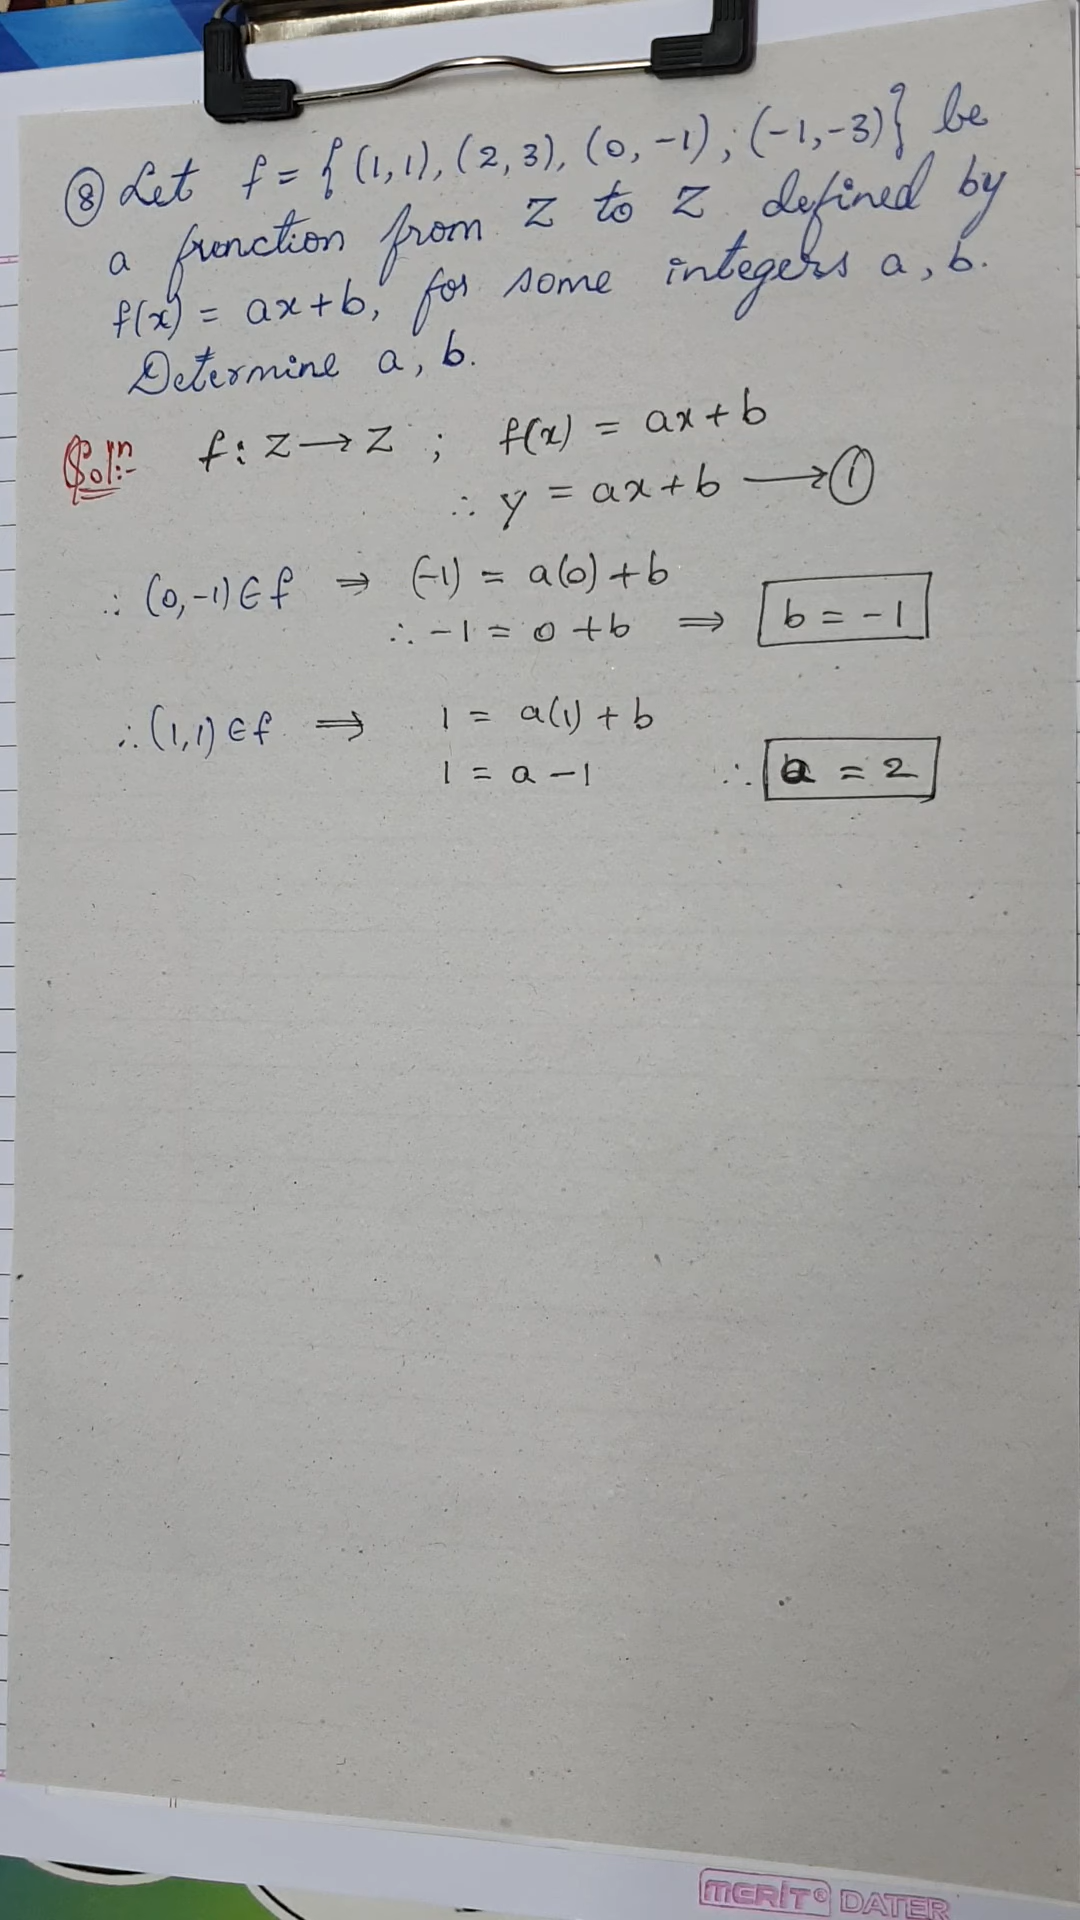 ⑧ Let f = { (1,1), (2,3), (0,-1), (-1,-3)} be
a function from Z to Z defined by
f(x) = ax+b, for some integers a, b.
Determine a, b.
Solⁿ:- f: Z → Z ; f(x) = ax+b
∴ y = ax+b → ①
∴ (0,-1) ∈ f ⇒ (-1) = a(0)+b
∴ -1 = 0 + b ⇒ b = -1
∴ (1,1) ∈ f ⇒ 1 = a(1) + b
1 = a - 1 ∴ a = 2
MERIT® DATER